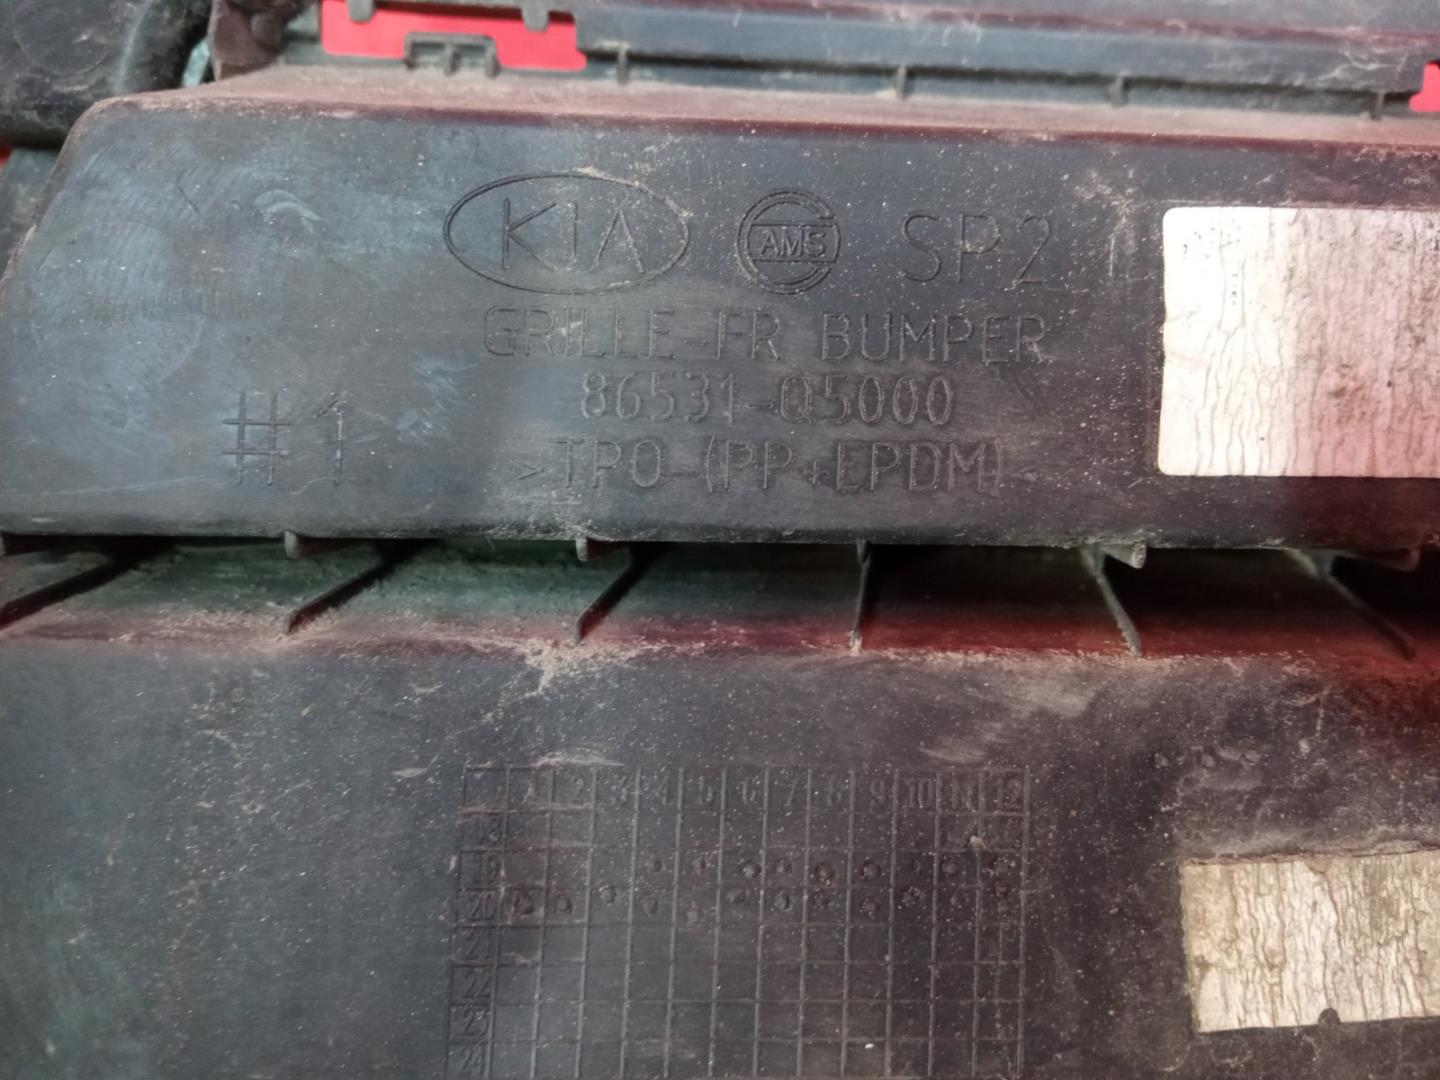 KIA AMS SP2
GRILLE-FR BUMPER
86531-Q5000
#1
>TPO-(PP+EPDM)<
1 2 3 4 5 6 7 8 9 10 11 12
18
19
20
21
22
23
24